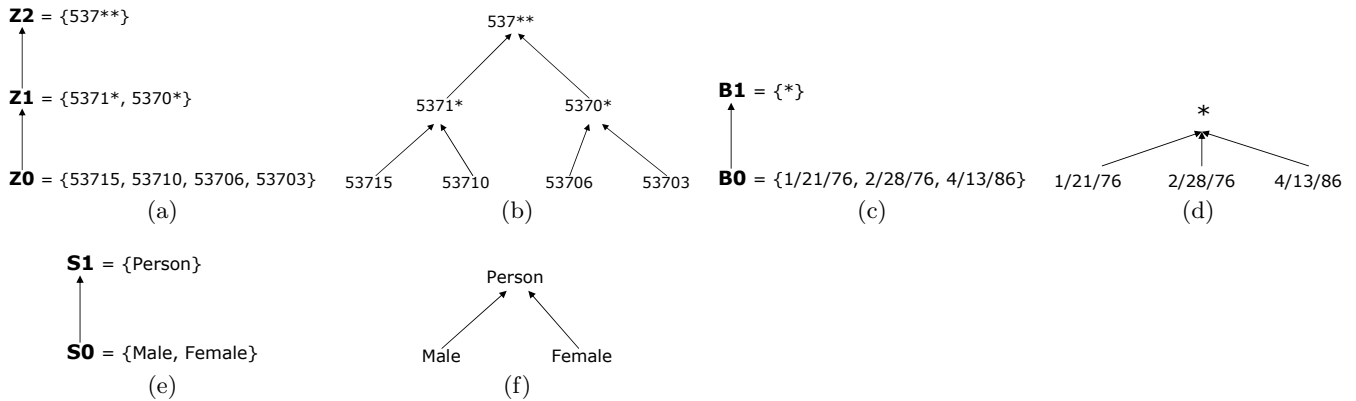 Z2 = {537**}
Z1 = {5371*, 5370*}
Z0 = {53715, 53710, 53706, 53703}
(a)
537**
5371* 5370*
53715 53710 53706 53703
(b)
B1 = {*}
B0 = {1/21/76, 2/28/76, 4/13/86}
(c)
*
1/21/76 2/28/76 4/13/86
(d)
S1 = {Person}
S0 = {Male, Female}
(e)
Person
Male Female
(f)